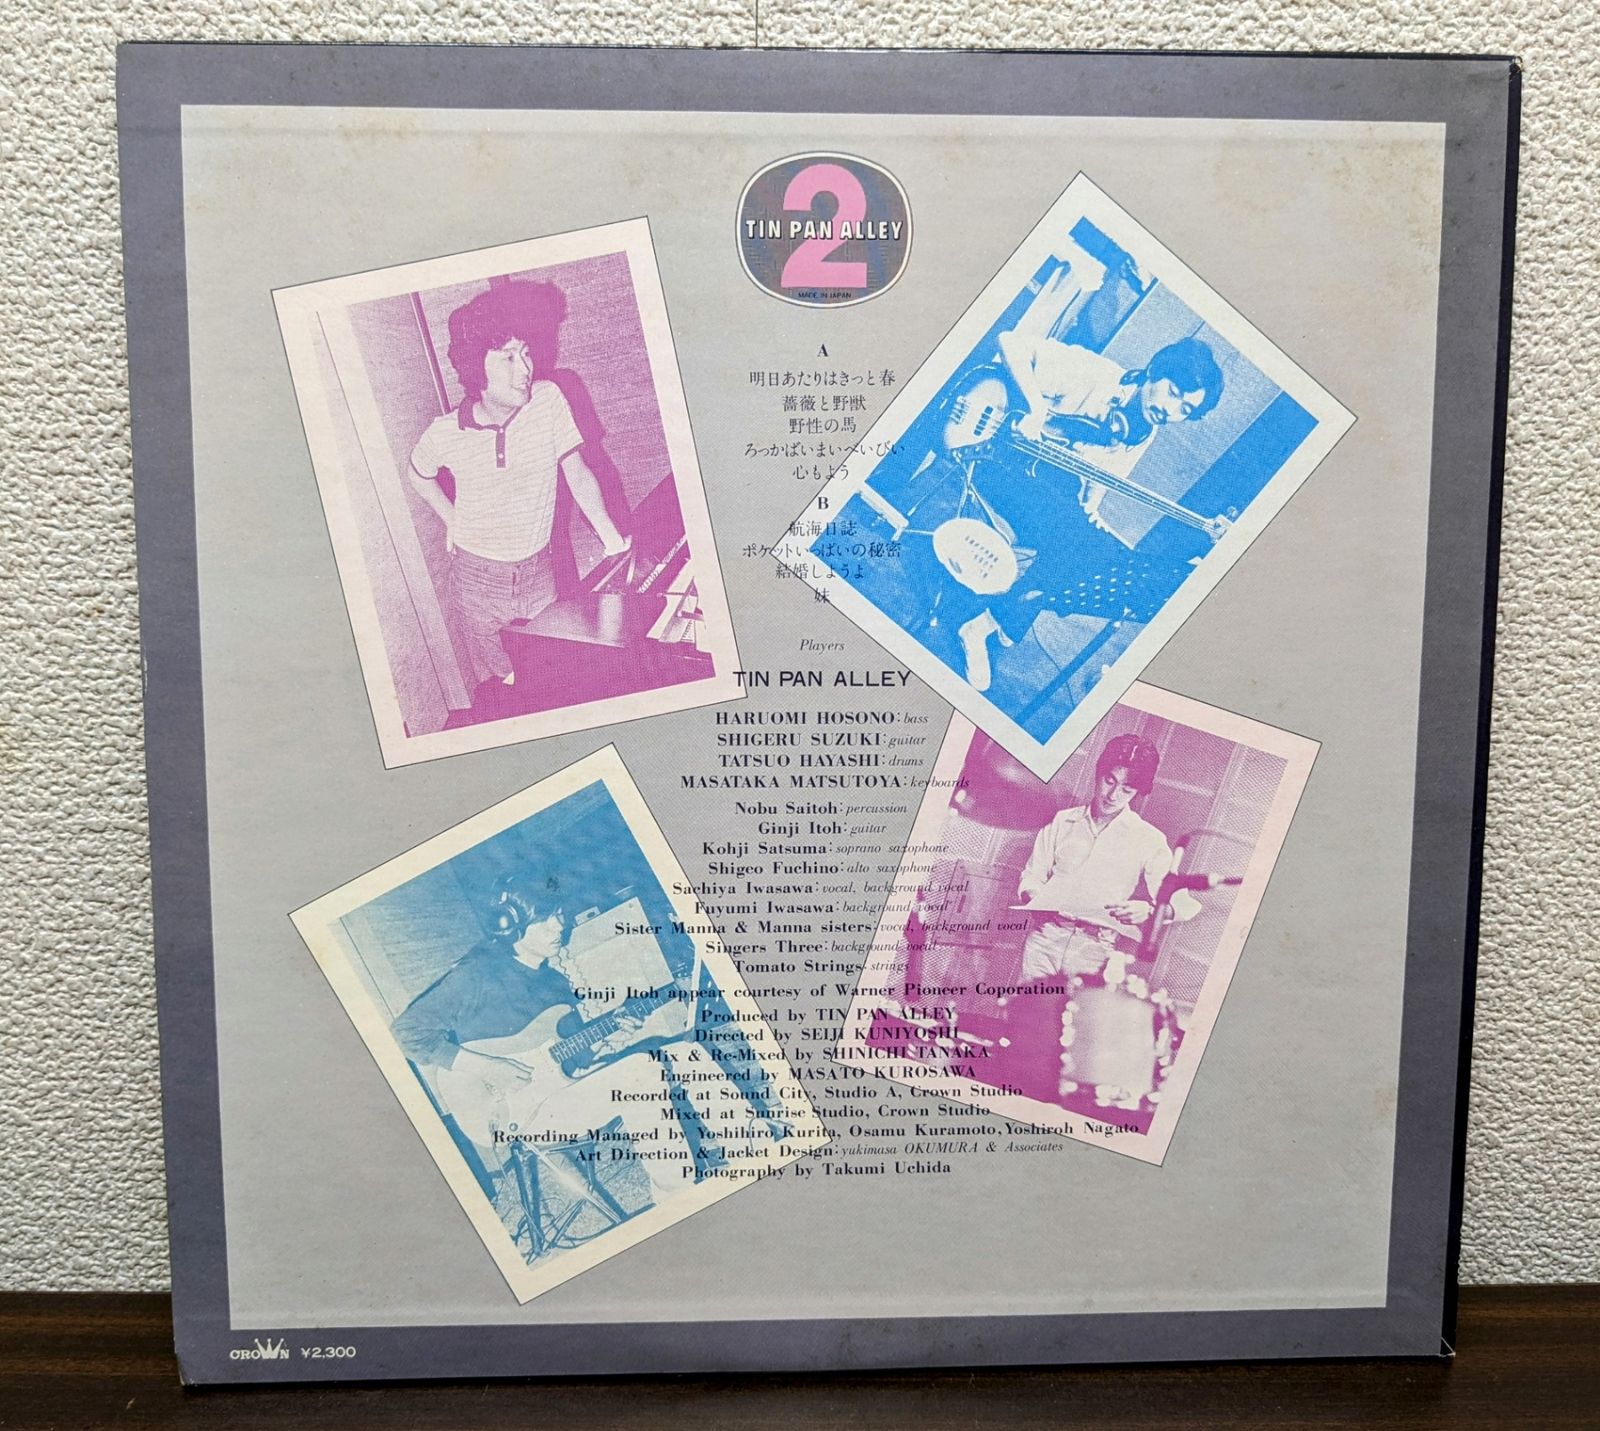 2
TIN PAN ALLEY
MADE IN JAPAN
A
明日あたりはきっと春
薔薇と野獣
野性の馬
ろっかばいまいべいびい
心もよう
B
航海日誌
ポケットいっぱいの秘密
結婚しようよ
妹
Players
TIN PAN ALLEY
HARUOMI HOSONO: bass
SHIGERU SUZUKI: guitar
TATSUO HAYASHI: drums
MASATAKA MATSUTOYA: keyboards
Nobu Saitoh: percussion
Ginji Itoh: guitar
Kohji Satsuma: soprano saxophone
Shigeo Fuchino: alto saxophone
Sachiya Iwasawa: vocal, background vocal
Fuyumi Iwasawa: background vocal
Sister Manna & Manna sisters: vocal, background vocal
Singers Three: background vocal
Tomato Strings: strings
Ginji Itoh appear courtesy of Warner Pioneer Coporation
Produced by TIN PAN ALLEY
Directed by SEIJI KUNIYOSHI
Mix & Re-Mixed by SHINICHI TANAKA
Engineered by MASATO KUROSAWA
Recorded at Sound City, Studio A, Crown Studio
Mixed at Sunrise Studio, Crown Studio
Recording Managed by Yoshihiro Kurita, Osamu Kuramoto, Yoshiroh Nagato
Art Direction & Jacket Design: yukimasa OKUMURA & Associates
Photography by Takumi Uchida
CROWN ¥2,300